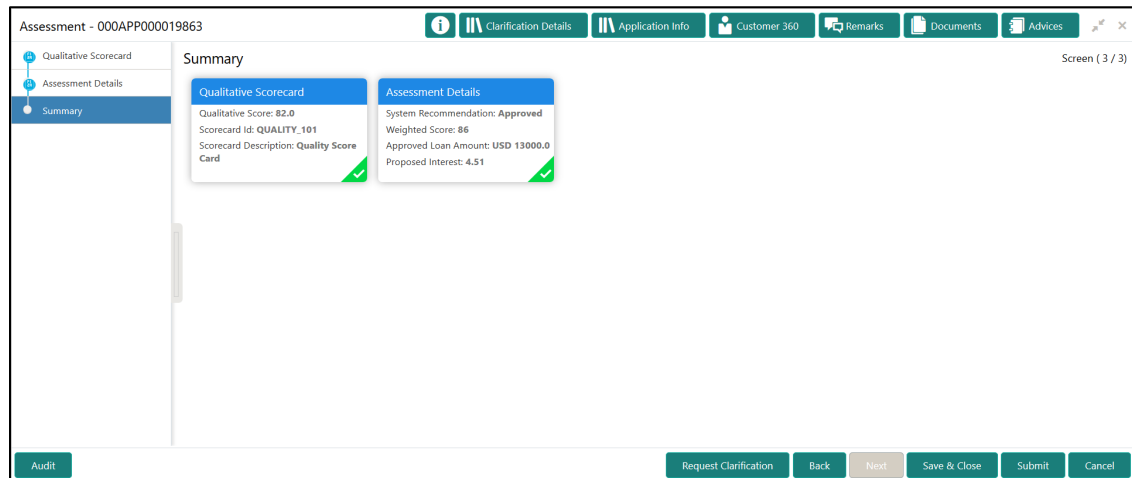 Assessment - 000APP000019863
Clarification Details
Application Info
Customer 360
Remarks
Documents
Advices
Qualitative Scorecard
Assessment Details
Summary
Summary
Screen ( 3 / 3)
Qualitative Scorecard
Qualitative Score: 82.0
Scorecard Id: QUALITY_101
Scorecard Description: Quality Score
Card
Assessment Details
System Recommendation: Approved
Weighted Score: 86
Approved Loan Amount: USD 13000.0
Proposed Interest: 4.51
Audit
Request Clarification
Back
Next
Save & Close
Submit
Cancel